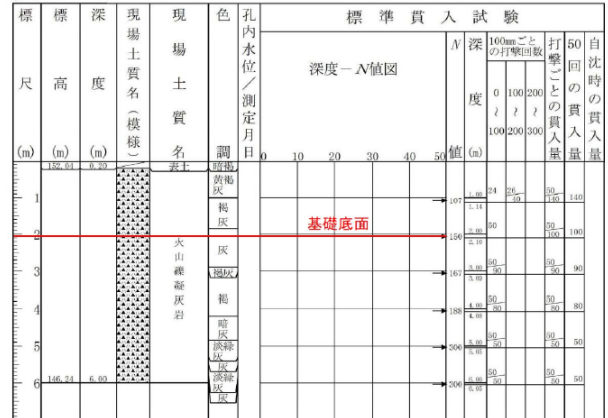 標尺(m)
標高(m)
深度(m)
現場土質名(模様)
現場土質名
色調
孔内水位/測定月日
標準貫入試験
深度－N値図
0 10 20 30 40 50
N値
深度(m)
100mmごとの打撃回数
0～100
100～200
200～300
打撃ごとの貫入量
50回の貫入量
自沈時の貫入量
152.04 0.20 表土 暗褐
黄褐灰
1 107 1.00 24 26/40 50/140 140
1.14
褐灰
基礎底面
2 150 2.00 50 50/100 100
2.10
火山礫凝灰岩
灰
3 167 3.00 50/90 50/90 90
3.09
褐灰
褐
4 188 4.00 50/80 50/80 80
4.08
暗灰
5 300 5.00 50/50 50/50 50
5.05
淡緑灰
灰
淡緑灰
6 146.24 6.00 300 6.00 50/50 50/50 50
6.05
灰